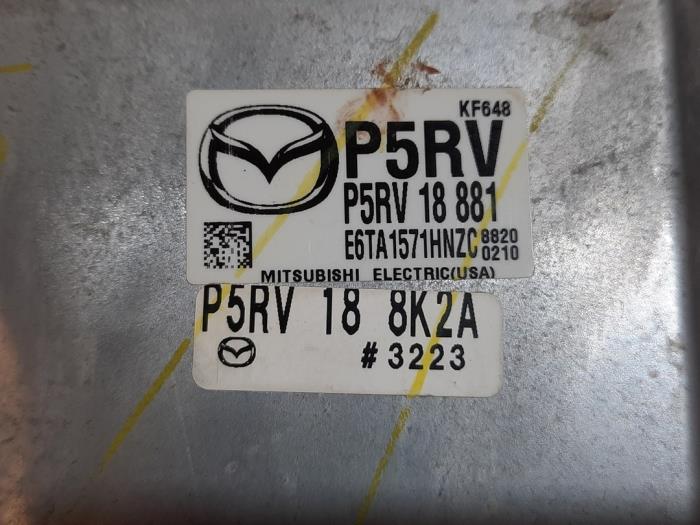 KF648
P5RV
P5RV 18 881
E6TA1571HNZC 8820
0210
MITSUBISHI ELECTRIC(USA)
P5RV 18 8K2A
#3223